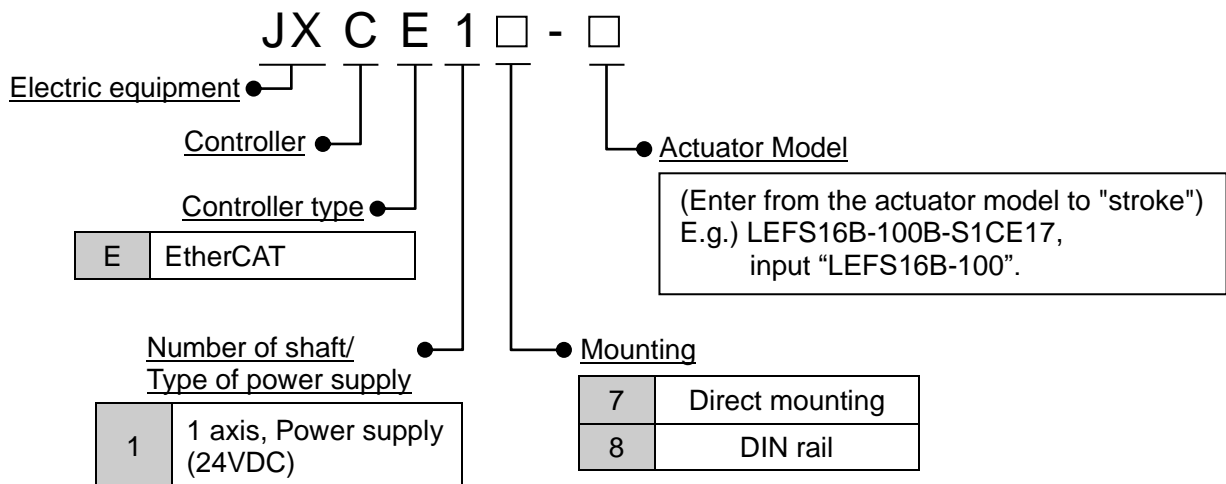 JX C E 1 □ - □
Electric equipment
Controller
Actuator Model
(Enter from the actuator model to "stroke")
E.g.) LEFS16B-100B-S1CE17,
input “LEFS16B-100”.
Controller type
E EtherCAT
Number of shaft/
Type of power supply
1 1 axis, Power supply
(24VDC)
Mounting
7 Direct mounting
8 DIN rail